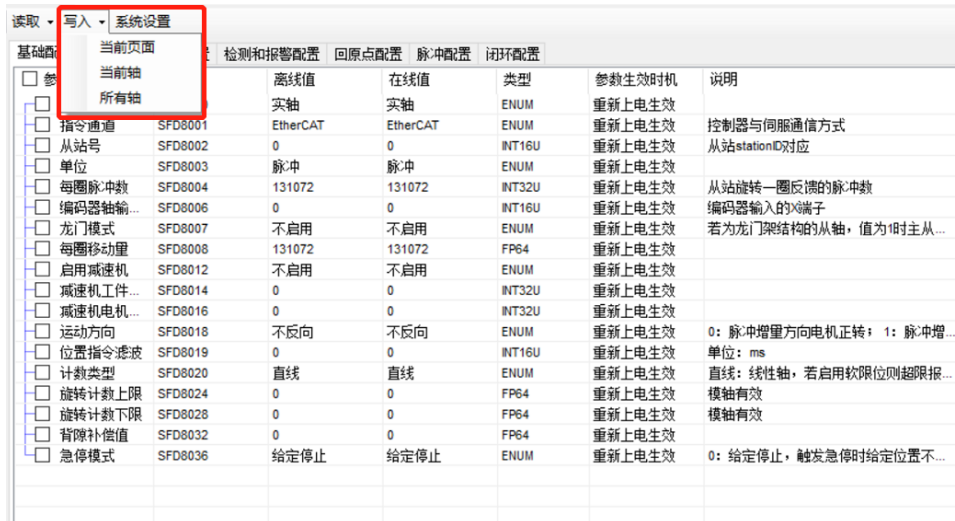 读取 写入 系统设置
当前页面
当前轴
所有轴
基础配 置 检测和报警配置 回原点配置 脉冲配置 闭环配置
参 离线值 在线值 类型 参数生效时机 说明
0 实轴 实轴 ENUM 重新上电生效
指令通道 SFD8001 EtherCAT EtherCAT ENUM 重新上电生效 控制器与伺服通信方式
从站号 SFD8002 0 0 INT16U 重新上电生效 从站stationID对应
单位 SFD8003 脉冲 脉冲 ENUM 重新上电生效
每圈脉冲数 SFD8004 131072 131072 INT32U 重新上电生效 从站旋转一圈反馈的脉冲数
编码器轴输... SFD8006 0 0 INT16U 重新上电生效 编码器输入的X端子
龙门模式 SFD8007 不启用 不启用 ENUM 重新上电生效 若为龙门架结构的从轴，值为1时主从...
每圈移动量 SFD8008 131072 131072 FP64 重新上电生效
启用减速机 SFD8012 不启用 不启用 ENUM 重新上电生效
减速机工件... SFD8014 0 0 INT32U 重新上电生效
减速机电机... SFD8016 0 0 INT32U 重新上电生效
运动方向 SFD8018 不反向 不反向 ENUM 重新上电生效 0：脉冲增量方向电机正转； 1：脉冲增...
位置指令滤波 SFD8019 0 0 INT16U 重新上电生效 单位：ms
计数类型 SFD8020 直线 直线 ENUM 重新上电生效 直线：线性轴，若启用软限位则超限报...
旋转计数上限 SFD8024 0 0 FP64 重新上电生效 模轴有效
旋转计数下限 SFD8028 0 0 FP64 重新上电生效 模轴有效
背隙补偿值 SFD8032 0 0 FP64 重新上电生效
急停模式 SFD8036 给定停止 给定停止 ENUM 重新上电生效 0：给定停止，触发急停时给定位置不...